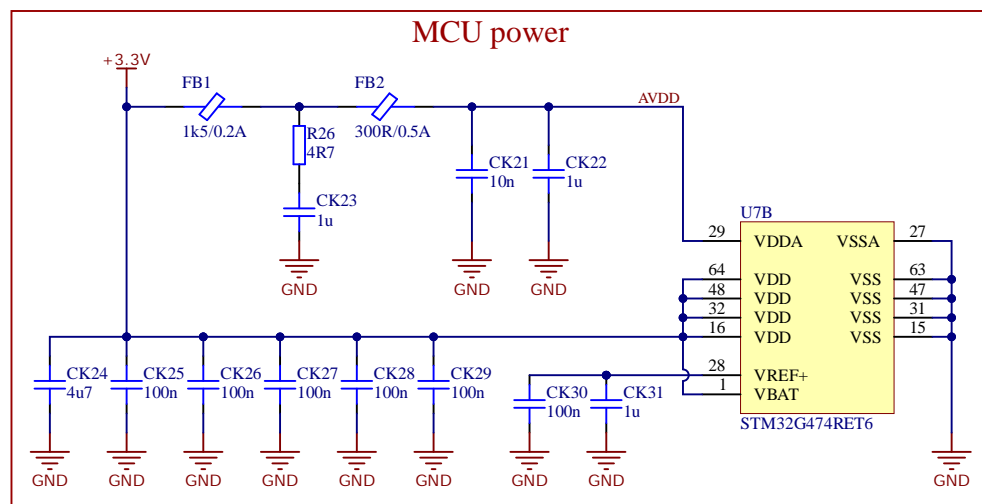 MCU power
+3.3V
FB1
1k5/0.2A
FB2
300R/0.5A
AVDD
R26
4R7
CK23
1u
GND
CK21
10n
GND
CK22
1u
GND
U7B
29 VDDA VSSA 27
64 VDD VSS 63
48 VDD VSS 47
32 VDD VSS 31
16 VDD VSS 15
28 VREF+
1 VBAT
STM32G474RET6
CK24
4u7
CK25
100n
CK26
100n
CK27
100n
CK28
100n
CK29
100n
CK30
100n
CK31
1u
GND
GND
GND
GND
GND
GND
GND
GND
GND